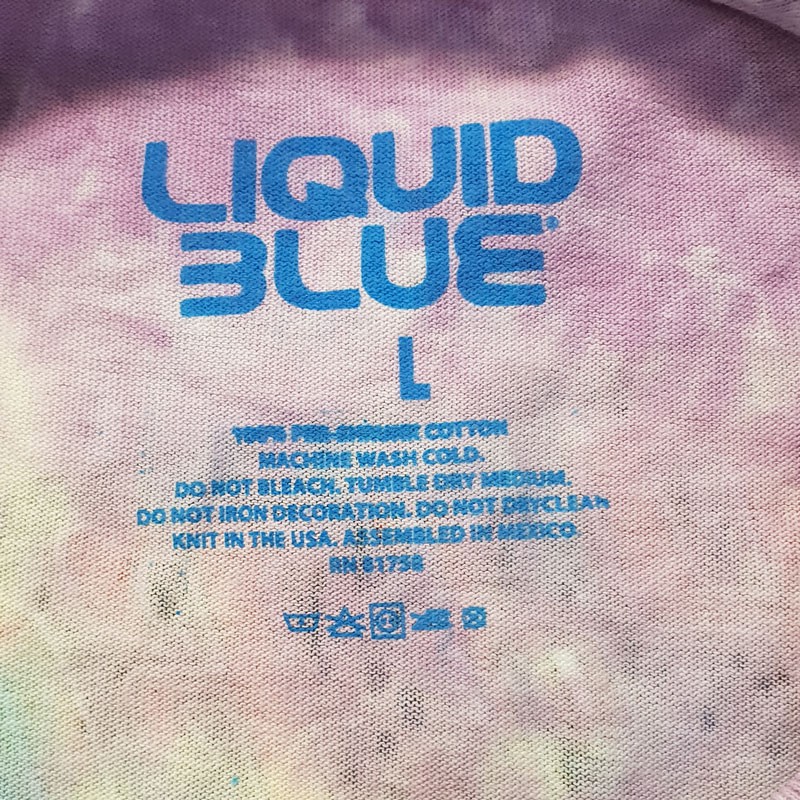 LIQUID
BLUE®
L
100% PRE-SHRUNK COTTON
MACHINE WASH COLD.
DO NOT BLEACH. TUMBLE DRY MEDIUM.
DO NOT IRON DECORATION. DO NOT DRYCLEAN
KNIT IN THE USA. ASSEMBLED IN MEXICO
RN 81758